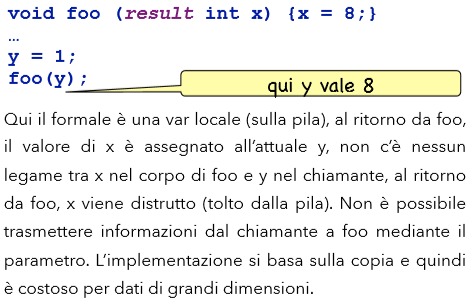 void foo (result int x) {x = 8;}
…
y = 1;
foo(y);
qui y vale 8
Qui il formale è una var locale (sulla pila), al ritorno da foo,
il valore di x è assegnato all’attuale y, non c’è nessun
legame tra x nel corpo di foo e y nel chiamante, al ritorno
da foo, x viene distrutto (tolto dalla pila). Non è possibile
trasmettere informazioni dal chiamante a foo mediante il
parametro. L’implementazione si basa sulla copia e quindi
è costoso per dati di grandi dimensioni.